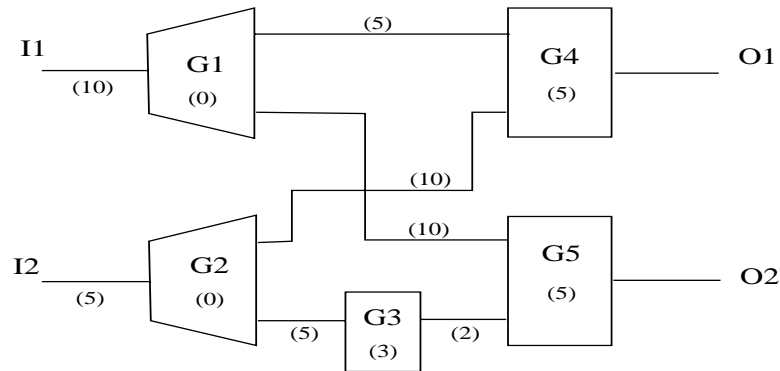 (5)
I1
G1
G4
O1
(10)
(0)
(5)
(10)
(10)
I2
G2
G5
O2
(5)
(0)
(5)
(5)
G3
(2)
(3)